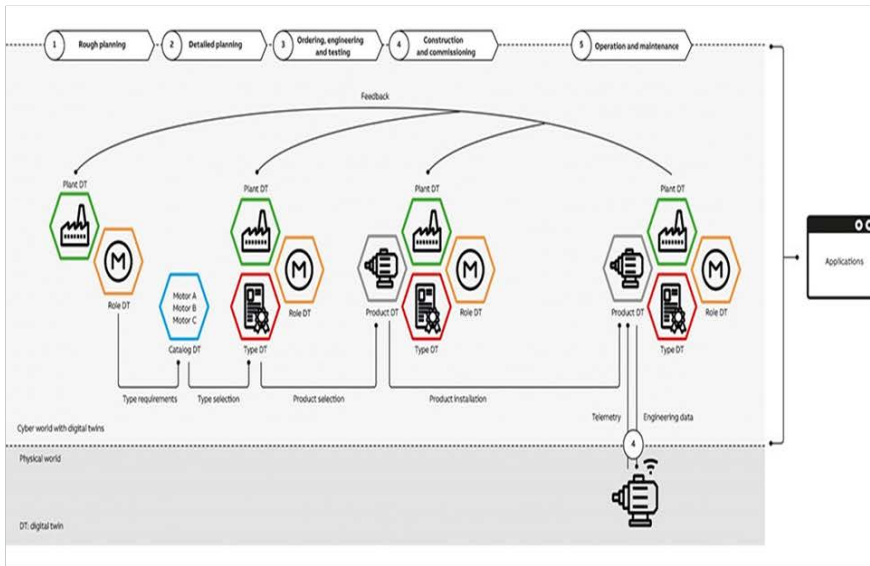 1 Rough planning
2 Detailed planning
3 Ordering, engineering
and testing
4 Construction
and commissioning
5 Operation and maintenance
Feedback
Plant DT
Plant DT
Plant DT
Plant DT
M
Role DT
Motor A
Motor B
Motor C
Catalog DT
M
Role DT
Type DT
Product DT
M
Role DT
Type DT
Product DT
M
Role DT
Type DT
Applications
Type requirements
Type selection
Product selection
Product installation
Telemetry
Engineering data
Cyber world with digital twins
4
Physical world
DT: digital twin